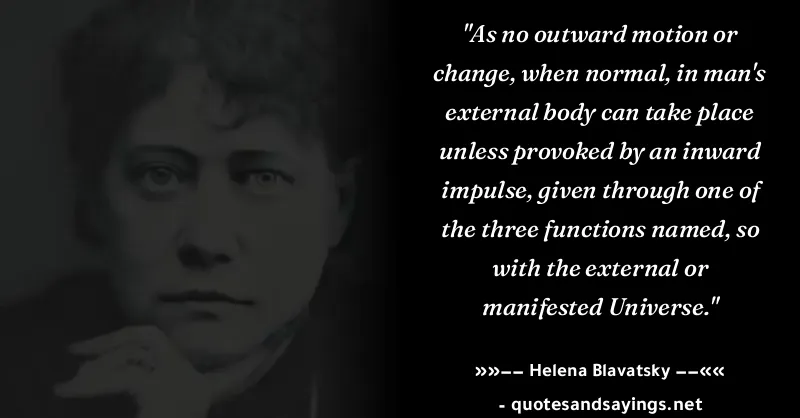 "As no outward motion or
change, when normal, in man's
external body can take place
unless provoked by an inward
impulse, given through one of
the three functions named, so
with the external or
manifested Universe."
»»–– Helena Blavatsky ––««
- quotesandsayings.net